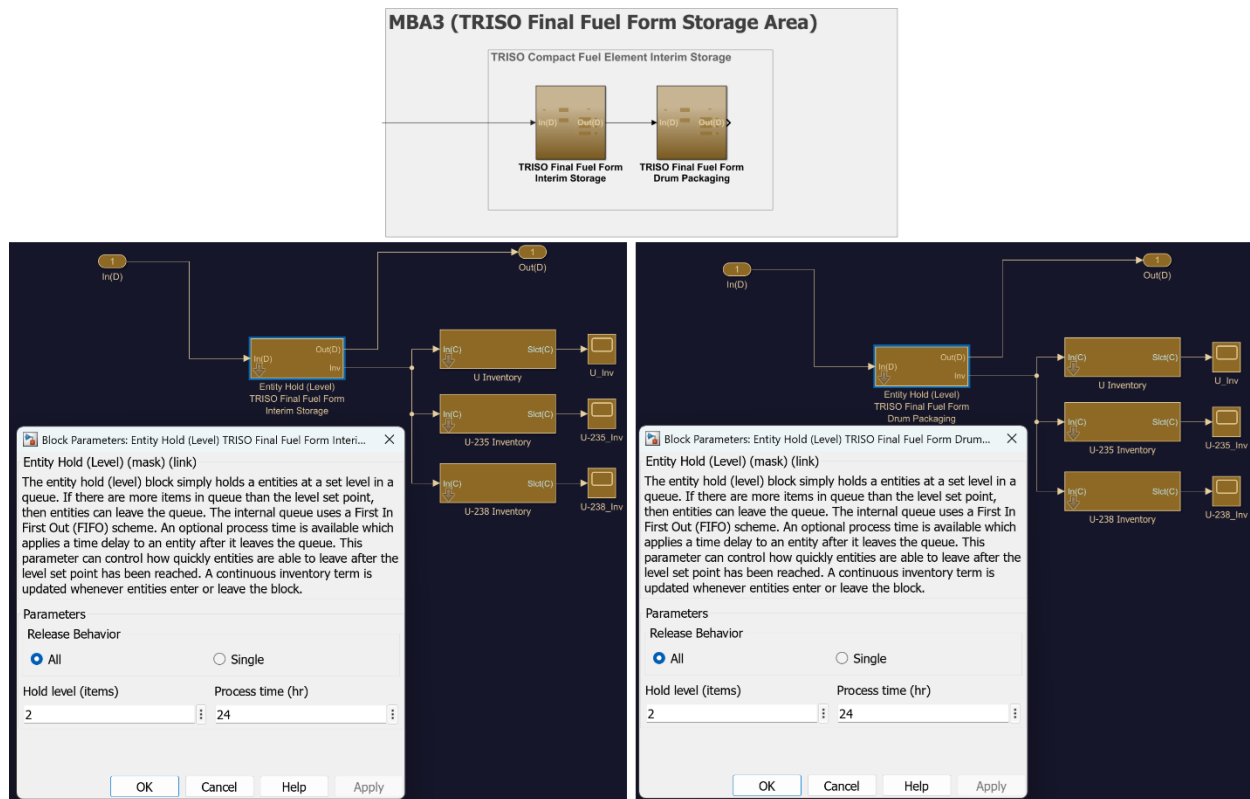 MBA3 (TRISO Final Fuel Form Storage Area)
TRISO Compact Fuel Element Interim Storage
In(D)
Out(D)
In(D)
Out(D)
TRISO Final Fuel Form
Interim Storage
TRISO Final Fuel Form
Drum Packaging
1
In(D)
1
Out(D)
In(D)
Out(D)
Inv
Entity Hold (Level)
TRISO Final Fuel Form
Interim Storage
In(C)
Slct(C)
U Inventory
U_Inv
In(C)
Slct(C)
U-235 Inventory
U-235_Inv
In(C)
Slct(C)
U-238 Inventory
U-238_Inv
Block Parameters: Entity Hold (Level) TRISO Final Fuel Form Interi...
Entity Hold (Level) (mask) (link)
The entity hold (level) block simply holds a entities at a set level in a
queue. If there are more items in queue than the level set point,
then entities can leave the queue. The internal queue uses a First In
First Out (FIFO) scheme. An optional process time is available which
applies a time delay to an entity after it leaves the queue. This
parameter can control how quickly entities are able to leave after the
level set point has been reached. A continuous inventory term is
updated whenever entities enter or leave the block.
Parameters
Release Behavior
All
Single
Hold level (items)
Process time (hr)
2
24
OK
Cancel
Help
Apply
1
In(D)
1
Out(D)
In(D)
Out(D)
Inv
Entity Hold (Level)
TRISO Final Fuel Form
Drum Packaging
In(C)
Slct(C)
U Inventory
U_Inv
In(C)
Slct(C)
U-235 Inventory
U-235_Inv
In(C)
Slct(C)
U-238 Inventory
U-238_Inv
Block Parameters: Entity Hold (Level) TRISO Final Fuel Form Drum...
Entity Hold (Level) (mask) (link)
The entity hold (level) block simply holds a entities at a set level in a
queue. If there are more items in queue than the level set point,
then entities can leave the queue. The internal queue uses a First In
First Out (FIFO) scheme. An optional process time is available which
applies a time delay to an entity after it leaves the queue. This
parameter can control how quickly entities are able to leave after the
level set point has been reached. A continuous inventory term is
updated whenever entities enter or leave the block.
Parameters
Release Behavior
All
Single
Hold level (items)
Process time (hr)
2
24
OK
Cancel
Help
Apply